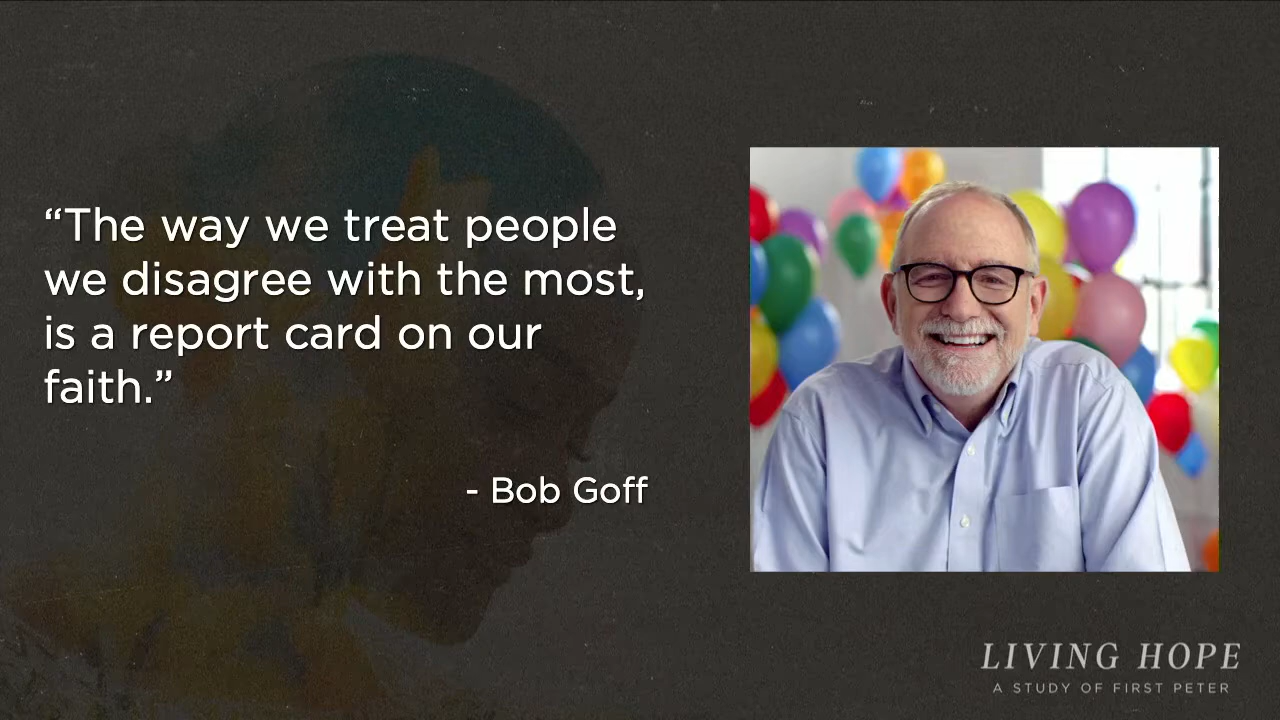 “The way we treat people
we disagree with the most,
is a report card on our
faith.”
- Bob Goff
LIVING HOPE
A STUDY OF FIRST PETER